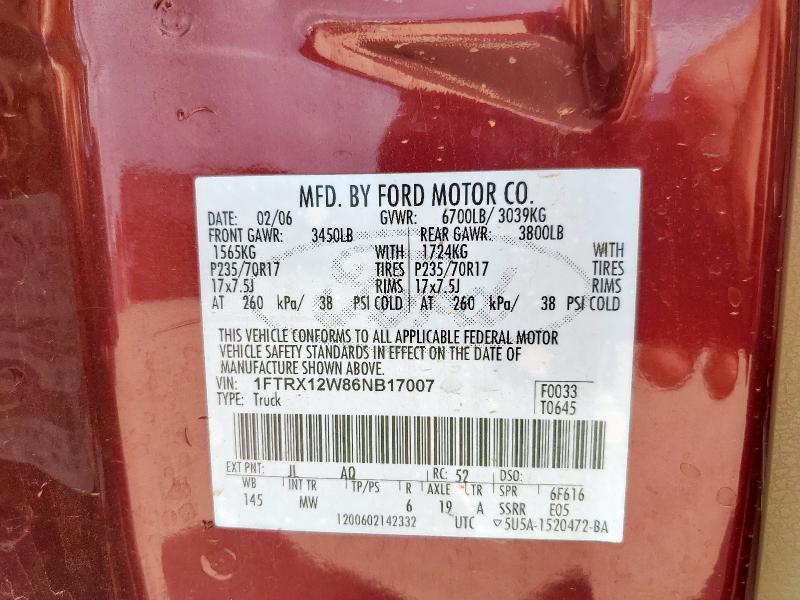 MFD. BY FORD MOTOR CO.
DATE: 02/06 GVWR: 6700LB/ 3039KG
FRONT GAWR: 3450LB REAR GAWR: 3800LB
1565KG WITH 1724KG WITH
P235/70R17 TIRES P235/70R17 TIRES
17x7.5J RIMS 17x7.5J RIMS
AT 260 kPa/ 38 PSI COLD AT 260 kPa/ 38 PSI COLD
THIS VEHICLE CONFORMS TO ALL APPLICABLE FEDERAL MOTOR
VEHICLE SAFETY STANDARDS IN EFFECT ON THE DATE OF
MANUFACTURE SHOWN ABOVE.
VIN: 1FTRX12W86NB17007 F0033
TYPE: Truck T0645
EXT PNT: JL AQ RC: 52 DSO:
WB INT TR TP/PS R AXLE TR SPR 6F616
145 MW 6 19 A SSRR E05
1200602142332 UTC ▽5U5A-1520472-BA